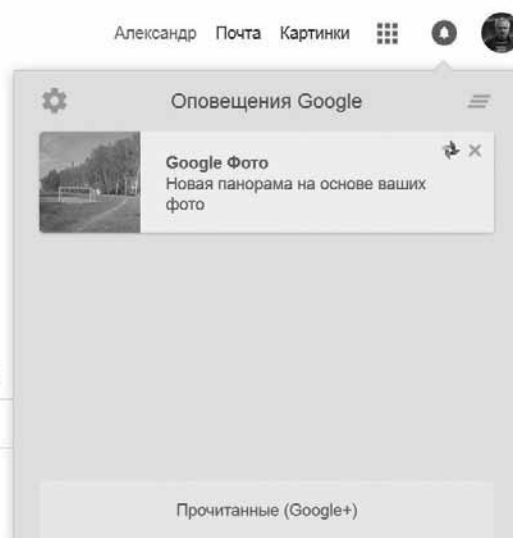 Александр Почта Картинки
Оповещения Google
Google Фото
Новая панорама на основе ваших
фото
Прочитанные (Google+)